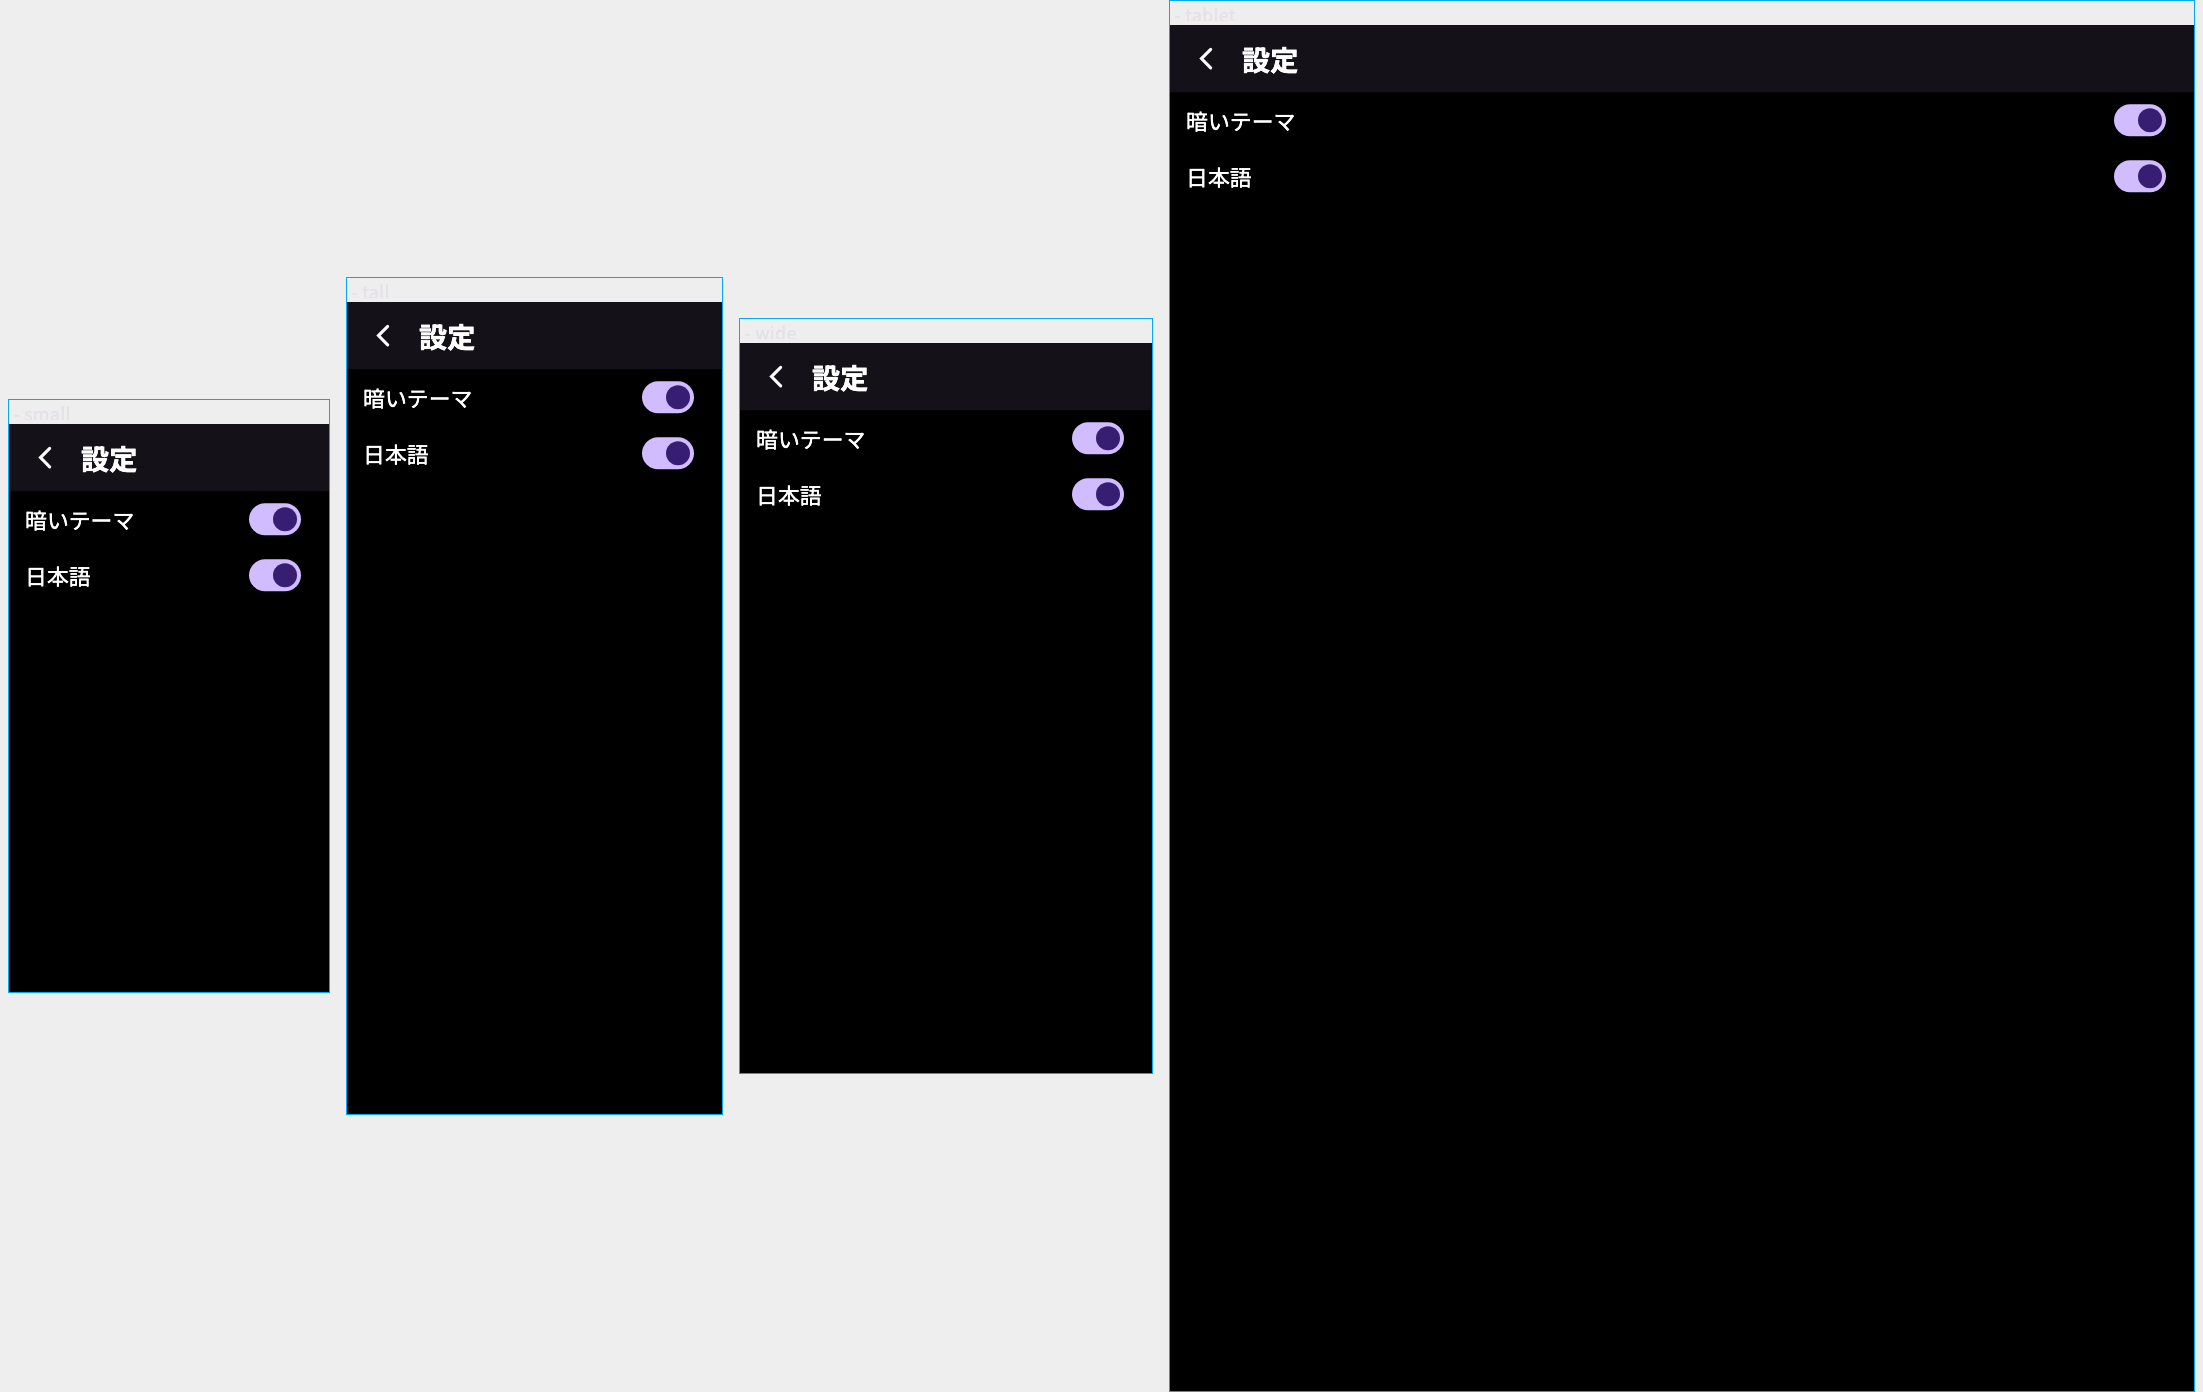 - small
設定
暗いテーマ
日本語
- tall
設定
暗いテーマ
日本語
- wide
設定
暗いテーマ
日本語
- tablet
設定
暗いテーマ
日本語